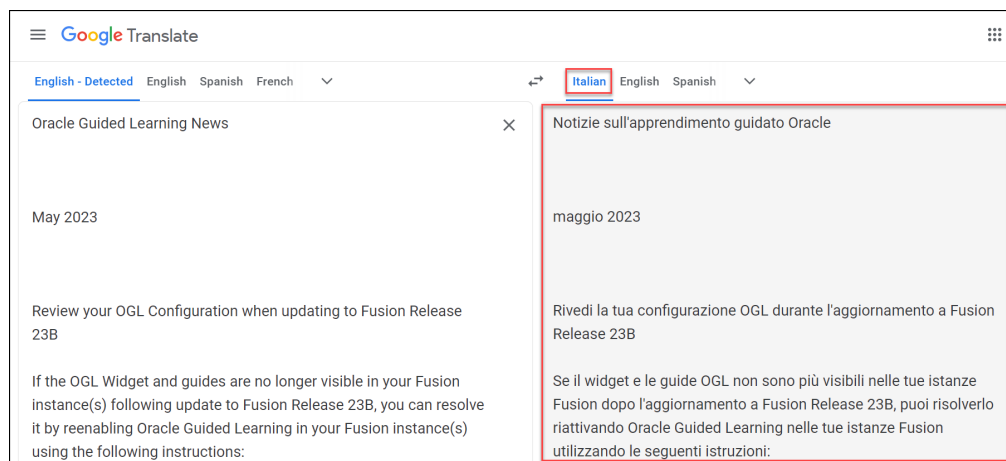 Google Translate
English - Detected English Spanish French
Italian English Spanish
Oracle Guided Learning News
May 2023
Review your OGL Configuration when updating to Fusion Release
23B
If the OGL Widget and guides are no longer visible in your Fusion
instance(s) following update to Fusion Release 23B, you can resolve
it by reenabling Oracle Guided Learning in your Fusion instance(s)
using the following instructions:
Notizie sull'apprendimento guidato Oracle
maggio 2023
Rivedi la tua configurazione OGL durante l'aggiornamento a Fusion
Release 23B
Se il widget e le guide OGL non sono più visibili nelle tue istanze
Fusion dopo l'aggiornamento a Fusion Release 23B, puoi risolverlo
riattivando Oracle Guided Learning nelle tue istanze Fusion
utilizzando le seguenti istruzioni: